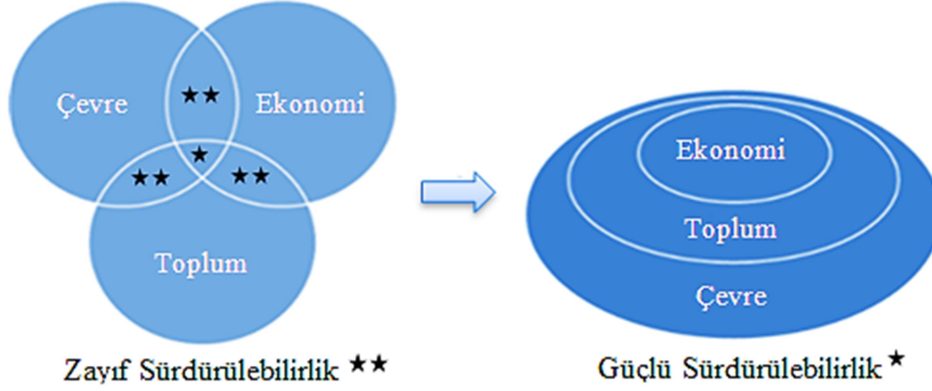 Çevre
★★
Ekonomi
★
★★
★★
Toplum
Zayıf Sürdürülebilirlik ★★
Ekonomi
Toplum
Çevre
Güçlü Sürdürülebilirlik ★